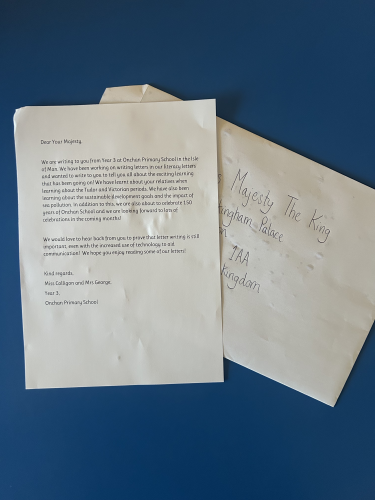 Dear Your Majesty,
We are writing to you from Year 3 at Onchan Primary School in the Isle
of Man. We have been working on writing letters in our literacy lessons
and wanted to write to you to tell you all about the exciting learning
that has been going on! We have learnt about your relatives when
learning about the Tudor and Victorian periods. We have also been
learning about the sustainable development goals and the impact of
sea pollution. In addition to this, we are also about to celebrate 150
years of Onchan School and we are looking forward to lots of
celebrations in the coming months!
We would love to hear back from you to prove that letter writing is still
important, even with the increased use of technology to aid
communication! We hope you enjoy reading some of our letters!
Kind regards,
Miss Colligan and Mrs George.
Year 3,
Onchan Primary School
Majesty The King
ingham Palace
1AA
kingdom